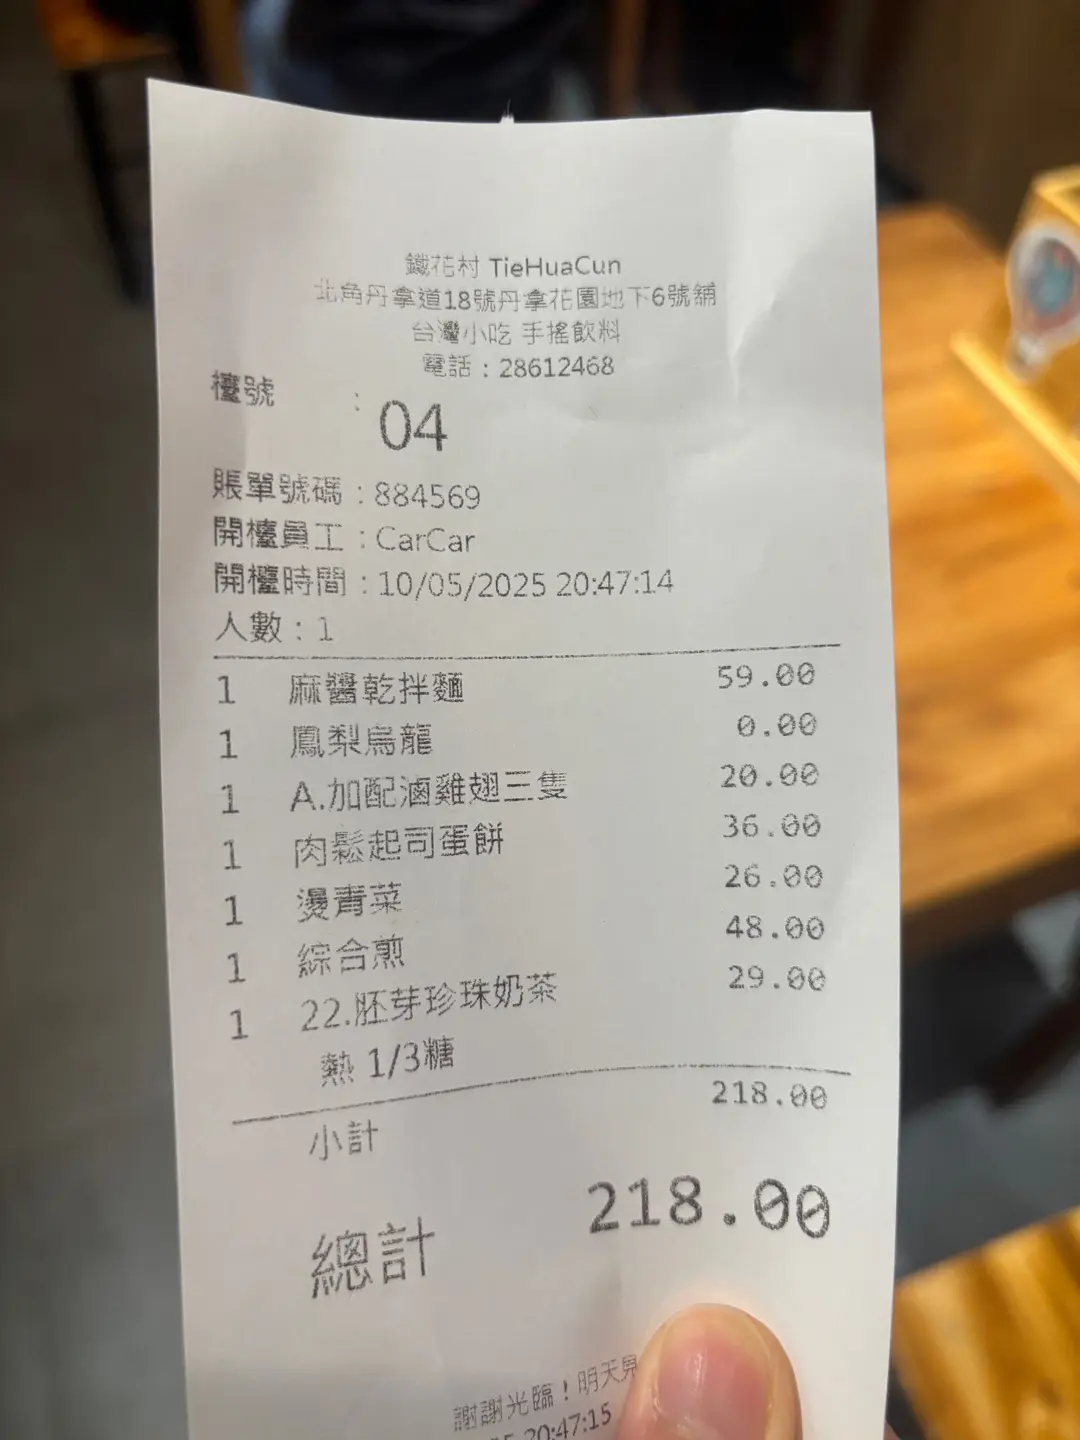 鐵花村 TieHuaCun
北角丹拿道18號丹拿花園地下6號舖
台灣小吃 手搖飲料
電話：28612468
檯號 : 04
賬單號碼 : 884569
開檯員工 : CarCar
開檯時間 : 10/05/2025 20:47:14
人數 : 1
1 麻醬乾拌麵 59.00
1 鳳梨烏龍 0.00
1 A.加配滷雞翅三隻 20.00
1 肉鬆起司蛋餅 36.00
1 燙青菜 26.00
1 綜合煎 48.00
1 22.胚芽珍珠奶茶 29.00
熱 1/3糖
小計 218.00
總計 218.00
謝謝光臨！明天見
20:47:15